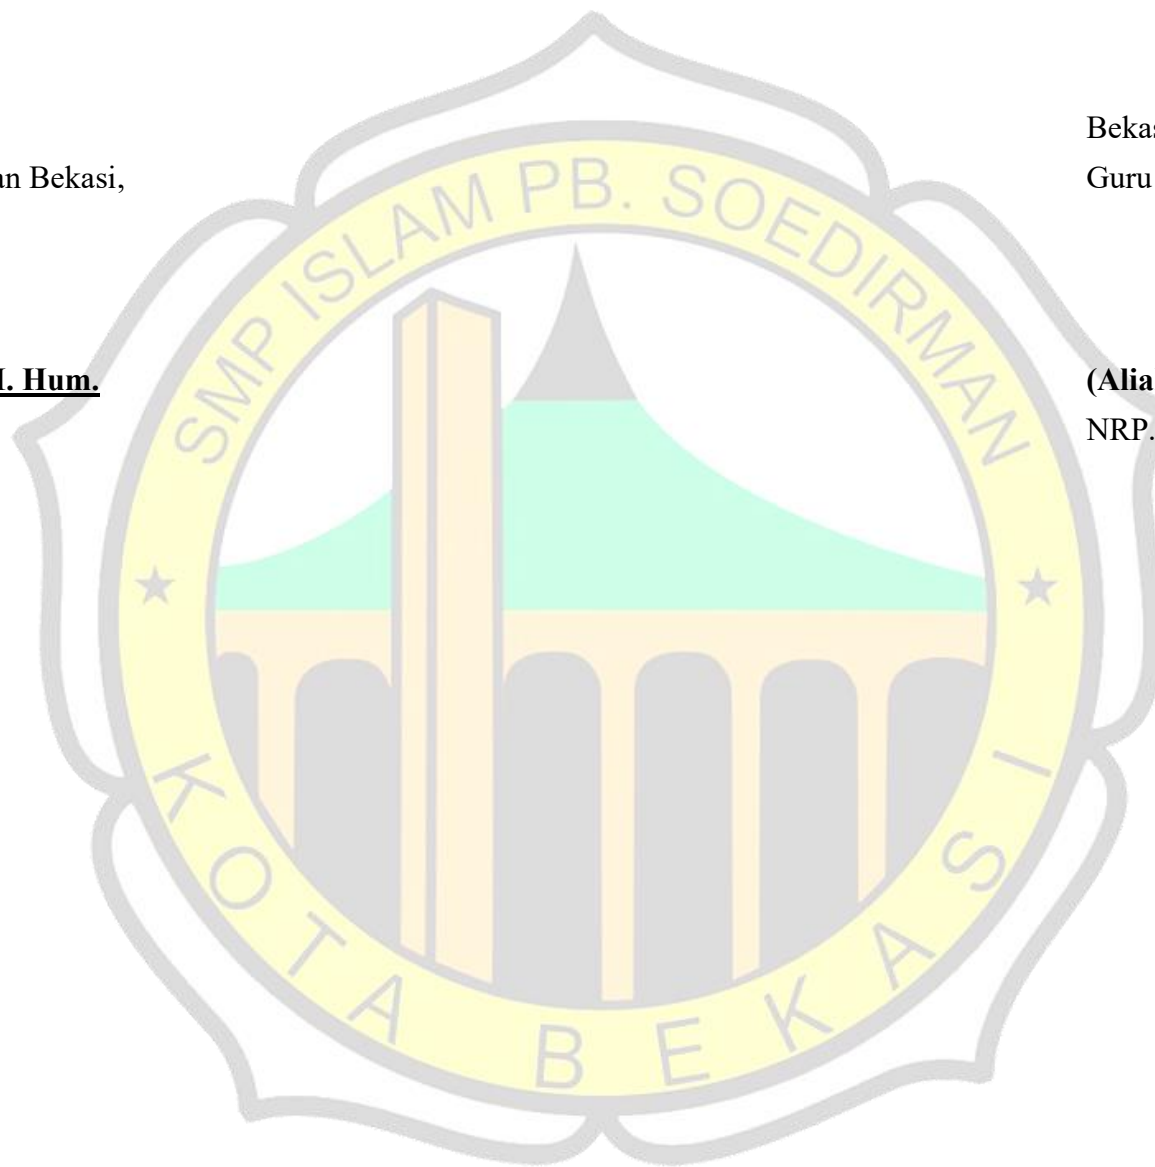 Bekas
an Bekasi,
Guru
I. Hum.
(Alia
NRP.
SMP ISLAM PB. SOEDIRMAN
KOTA BEKASI